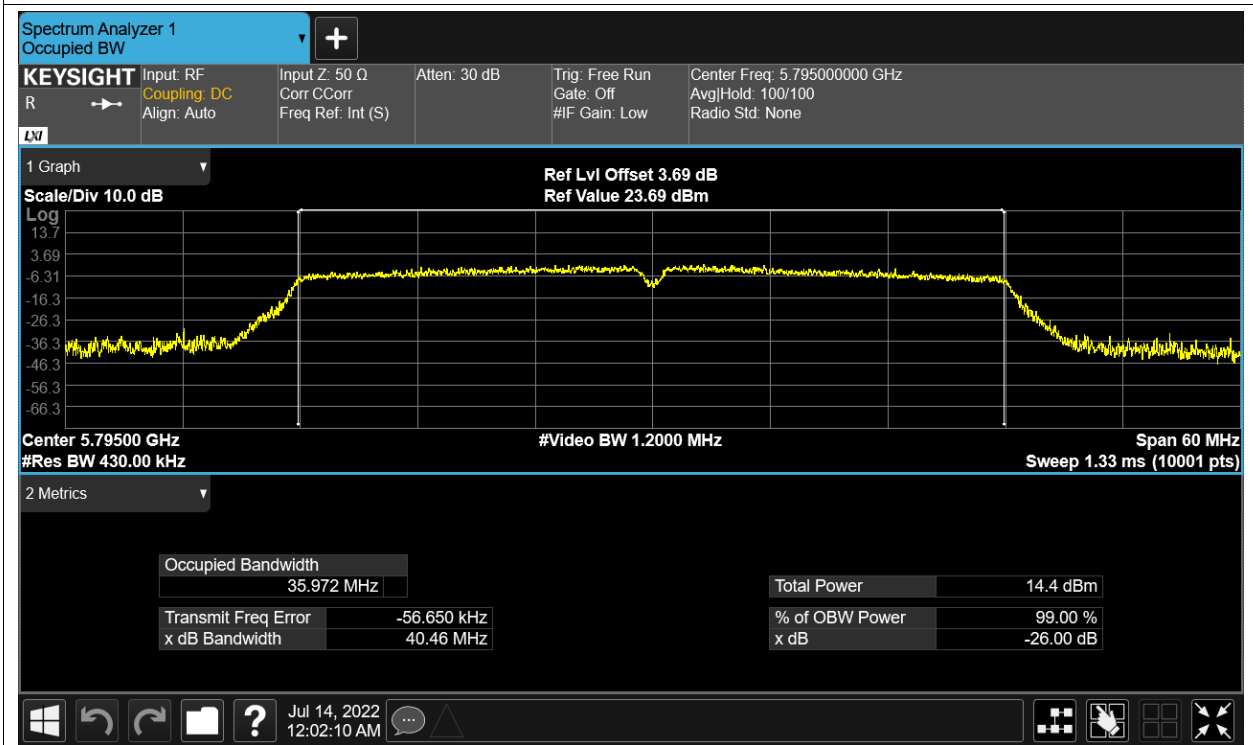 Spectrum Analyzer 1
Occupied BW
KEYSIGHT
R
LXI
Input: RF
Coupling: DC
Align: Auto
Input Z: 50 Ω
Corr CCorr
Freq Ref: Int (S)
Atten: 30 dB
Trig: Free Run
Gate: Off
#IF Gain: Low
Center Freq: 5.795000000 GHz
Avg|Hold: 100/100
Radio Std: None
1 Graph
Scale/Div 10.0 dB
Ref Lvl Offset 3.69 dB
Ref Value 23.69 dBm
Log
13.7
3.69
-6.31
-16.3
-26.3
-36.3
-46.3
-56.3
-66.3
Center 5.79500 GHz
#Video BW 1.2000 MHz
Span 60 MHz
#Res BW 430.00 kHz
Sweep 1.33 ms (10001 pts)
2 Metrics
Occupied Bandwidth
35.972 MHz
Transmit Freq Error -56.650 kHz
x dB Bandwidth 40.46 MHz
Total Power 14.4 dBm
% of OBW Power 99.00 %
x dB -26.00 dB
?
Jul 14, 2022
12:02:10 AM